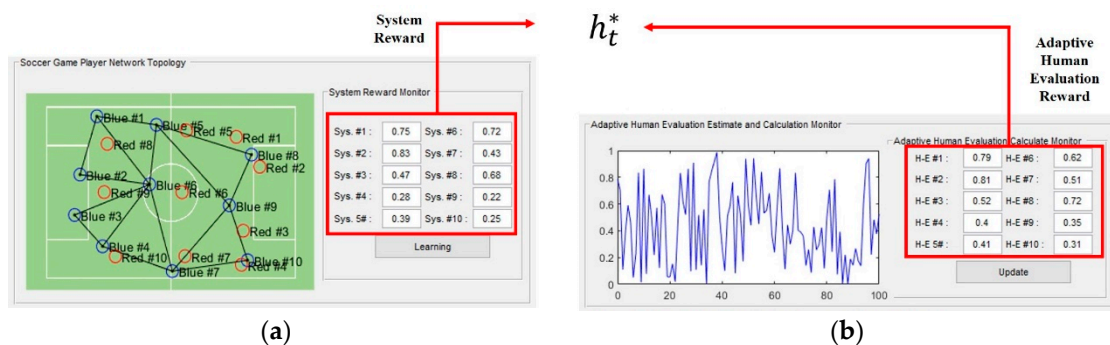 System
Reward
h*t
Adaptive
Human
Evaluation
Reward
Soccer Game Player Network Topology
Blue #1
Blue #5
Red #5
Red #1
Red #8
Blue #8
Red #2
Blue #2
Blue #6
Red #9
Red #6
Blue #9
Blue #3
Red #3
Blue #4
Red #10
Red #7
Blue #10
Red #4
Blue #7
System Reward Monitor
Sys. #1 : 0.75 Sys. #6 : 0.72
Sys. #2 : 0.83 Sys. #7 : 0.43
Sys. #3 : 0.47 Sys. #8 : 0.68
Sys. #4 : 0.28 Sys. #9 : 0.22
Sys. 5# : 0.39 Sys. #10 : 0.25
Learning
(a)
Adaptive Human Evaluation Estimate and Calculation Monitor
1
0.8
0.6
0.4
0.2
0
0 20 40 60 80 100
Adaptive Human Evaluation Calculate Monitor
H-E #1 : 0.79 H-E #6 : 0.62
H-E #2 : 0.81 H-E #7 : 0.51
H-E #3 : 0.52 H-E #8 : 0.72
H-E #4 : 0.4 H-E #9 : 0.35
H-E 5# : 0.41 H-E #10 : 0.31
Update
(b)